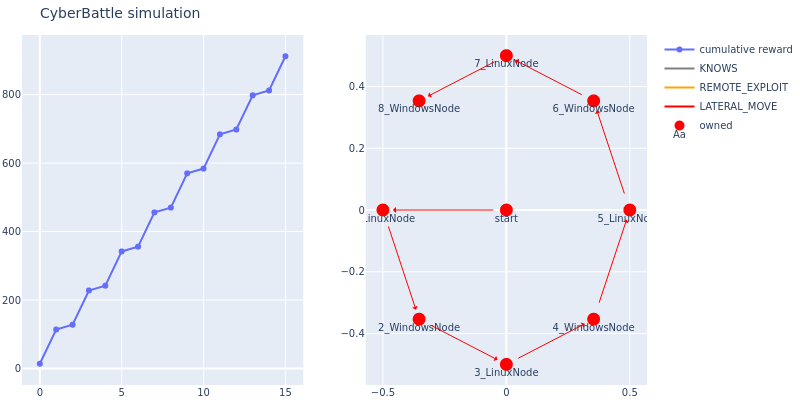 CyberBattle simulation
800
600
400
200
0
0
5
10
15
0.4
0.2
0
−0.2
−0.4
−0.5
0
0.5
7_LinuxNode
8_WindowsNode
6_WindowsNode
LinuxNode
start
5_LinuxNo
2_WindowsNode
4_WindowsNode
3_LinuxNode
cumulative reward
KNOWS
REMOTE_EXPLOIT
LATERAL_MOVE
owned
Aa